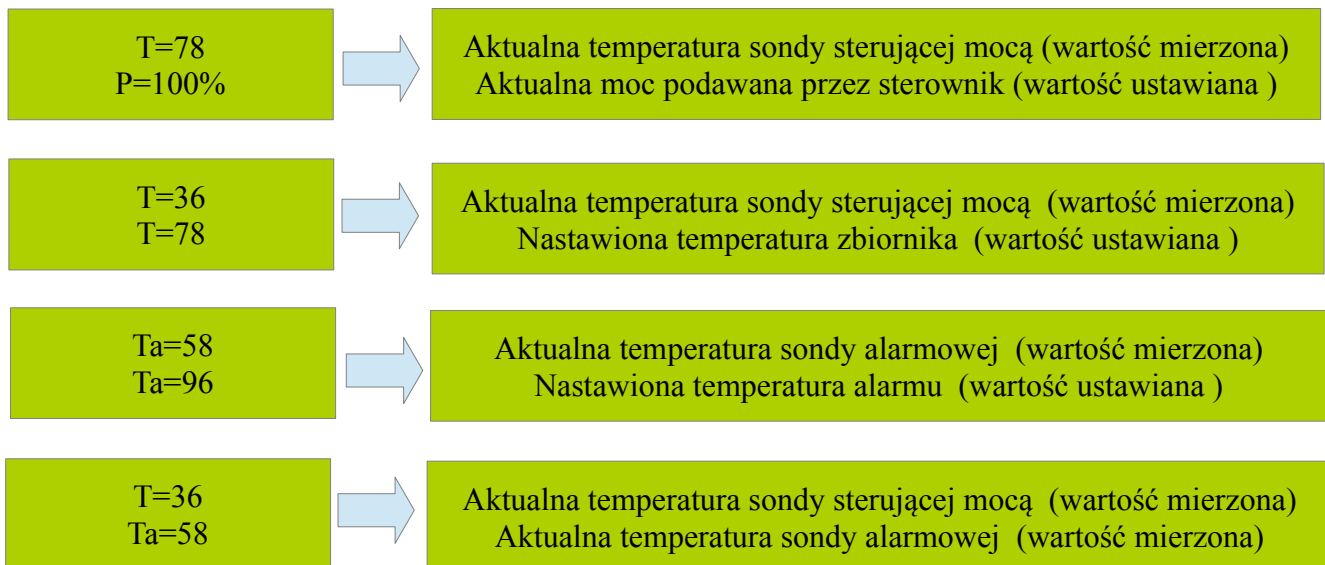 T=78
P=100%
Aktualna temperatura sondy sterującej mocą (wartość mierzona)
Aktualna moc podawana przez sterownik (wartość ustawiana )
T=36
T=78
Aktualna temperatura sondy sterującej mocą (wartość mierzona)
Nastawiona temperatura zbiornika (wartość ustawiana )
Ta=58
Ta=96
Aktualna temperatura sondy alarmowej (wartość mierzona)
Nastawiona temperatura alarmu (wartość ustawiana )
T=36
Ta=58
Aktualna temperatura sondy sterującej mocą (wartość mierzona)
Aktualna temperatura sondy alarmowej (wartość mierzona)